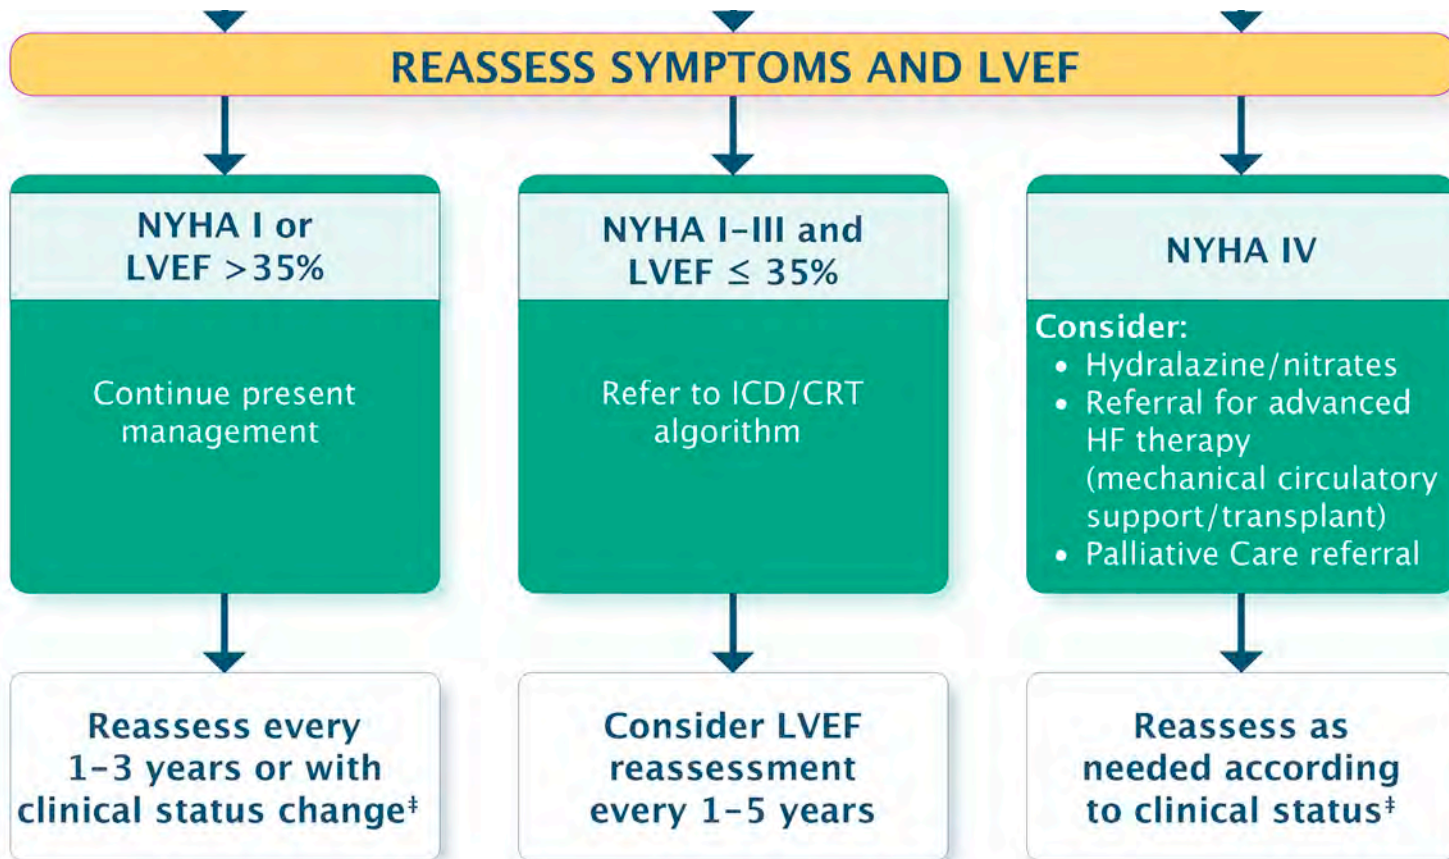 REASSESS SYMPTOMS AND LVEF
NYHA I or
LVEF >35%
Continue present
management
Reassess every
1–3 years or with
clinical status change‡
NYHA I–III and
LVEF ≤ 35%
Refer to ICD/CRT
algorithm
Consider LVEF
reassessment
every 1–5 years
NYHA IV
Consider:
• Hydralazine/nitrates
• Referral for advanced
HF therapy
(mechanical circulatory
support/transplant)
• Palliative Care referral
Reassess as
needed according
to clinical status‡